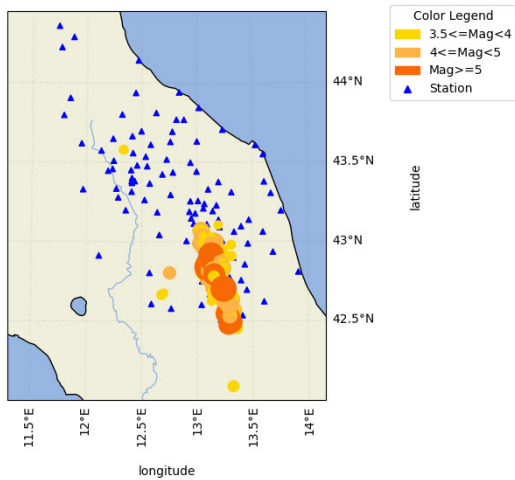 Color Legend
3.5<=Mag<4
4<=Mag<5
Mag>=5
Station
44°N
43.5°N
43°N
42.5°N
latitude
11.5°E
12°E
12.5°E
13°E
13.5°E
14°E
longitude